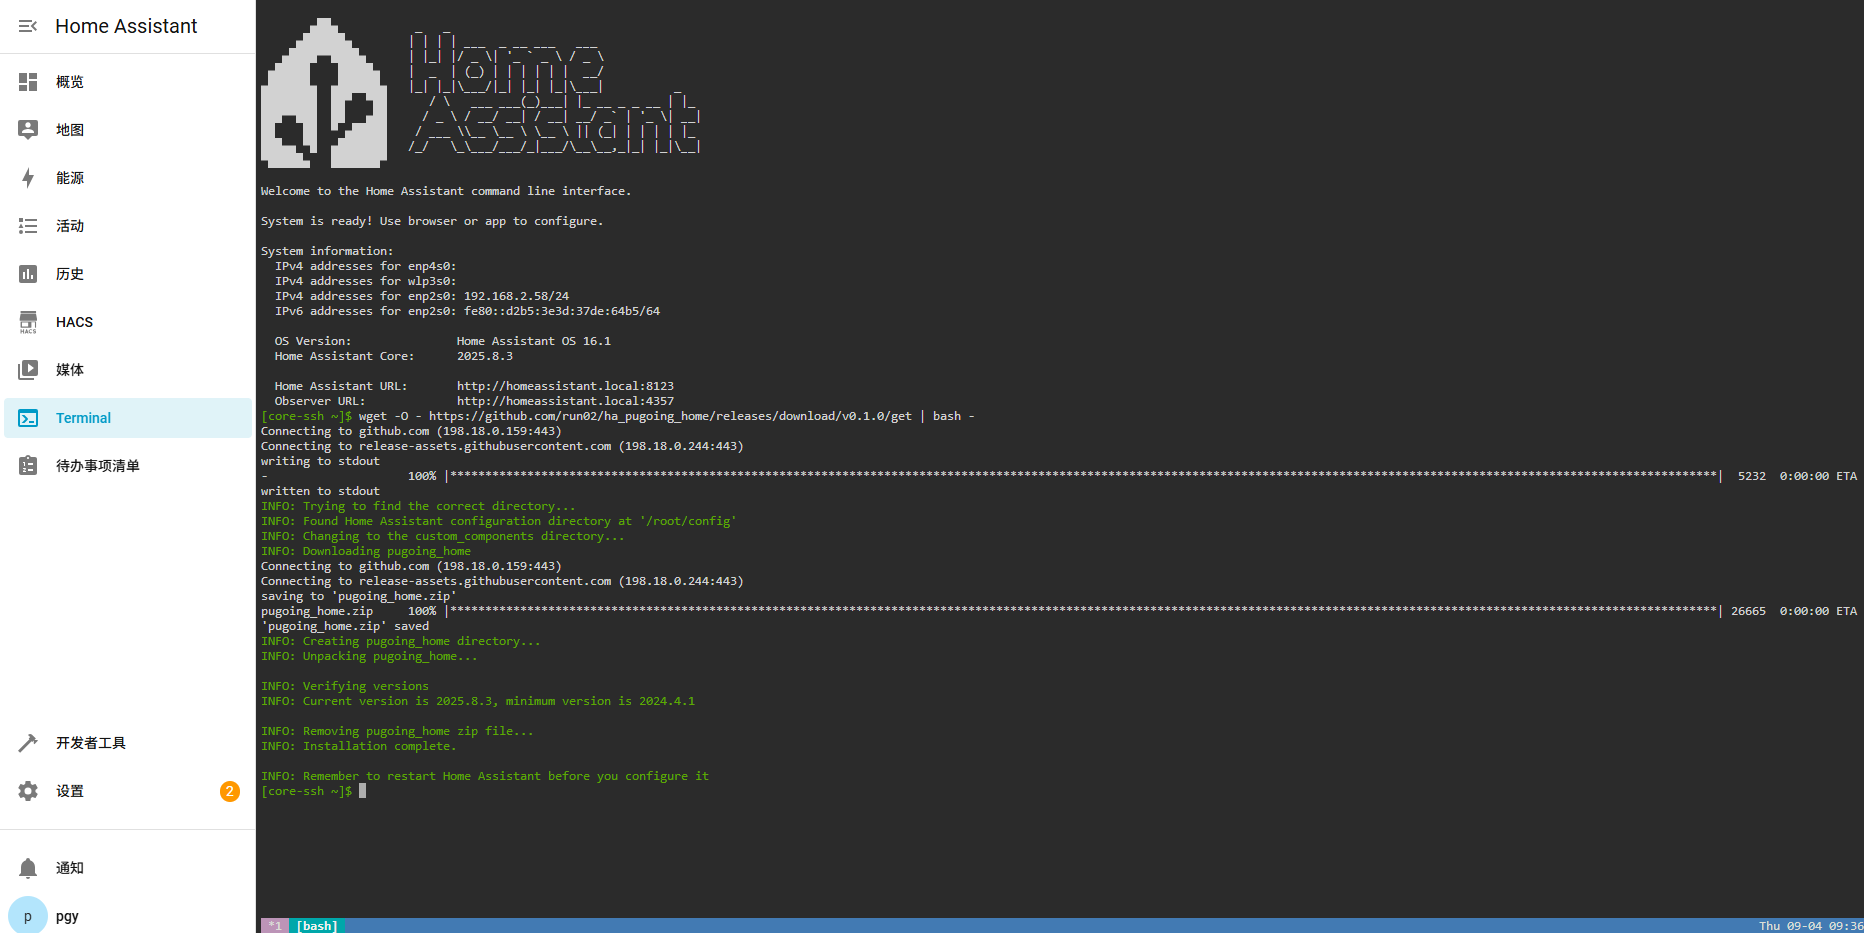 Home Assistant
概览
地图
能源
活动
历史
HACS
媒体
Terminal
待办事项清单
开发者工具
设置
2
通知
p
pgy
Home
Assistant
Welcome to the Home Assistant command line interface.
System is ready! Use browser or app to configure.
System information:
IPv4 addresses for enp4s0:
IPv4 addresses for wlp3s0:
IPv4 addresses for enp2s0: 192.168.2.58/24
IPv6 addresses for enp2s0: fe80::d2b5:3e3d:37de:64b5/64
OS Version: Home Assistant OS 16.1
Home Assistant Core: 2025.8.3
Home Assistant URL: http://homeassistant.local:8123
Observer URL: http://homeassistant.local:4357
[core-ssh ~]$ wget -O - https://github.com/run02/ha_pugoing_home/releases/download/v0.1.0/get | bash -
Connecting to github.com (198.18.0.159:443)
Connecting to release-assets.githubusercontent.com (198.18.0.244:443)
writing to stdout
- 100% |*************************************************************************************************************************************************************************************| 5232 0:00:00 ETA
written to stdout
INFO: Trying to find the correct directory...
INFO: Found Home Assistant configuration directory at '/root/config'
INFO: Changing to the custom_components directory...
INFO: Downloading pugoing_home
Connecting to github.com (198.18.0.159:443)
Connecting to release-assets.githubusercontent.com (198.18.0.244:443)
saving to 'pugoing_home.zip'
pugoing_home.zip 100% |*************************************************************************************************************************************************************************************| 26665 0:00:00 ETA
'pugoing_home.zip' saved
INFO: Creating pugoing_home directory...
INFO: Unpacking pugoing_home...
INFO: Verifying versions
INFO: Current version is 2025.8.3, minimum version is 2024.4.1
INFO: Removing pugoing_home zip file...
INFO: Installation complete.
INFO: Remember to restart Home Assistant before you configure it
[core-ssh ~]$
*1 [bash]
Thu 09-04 09:36